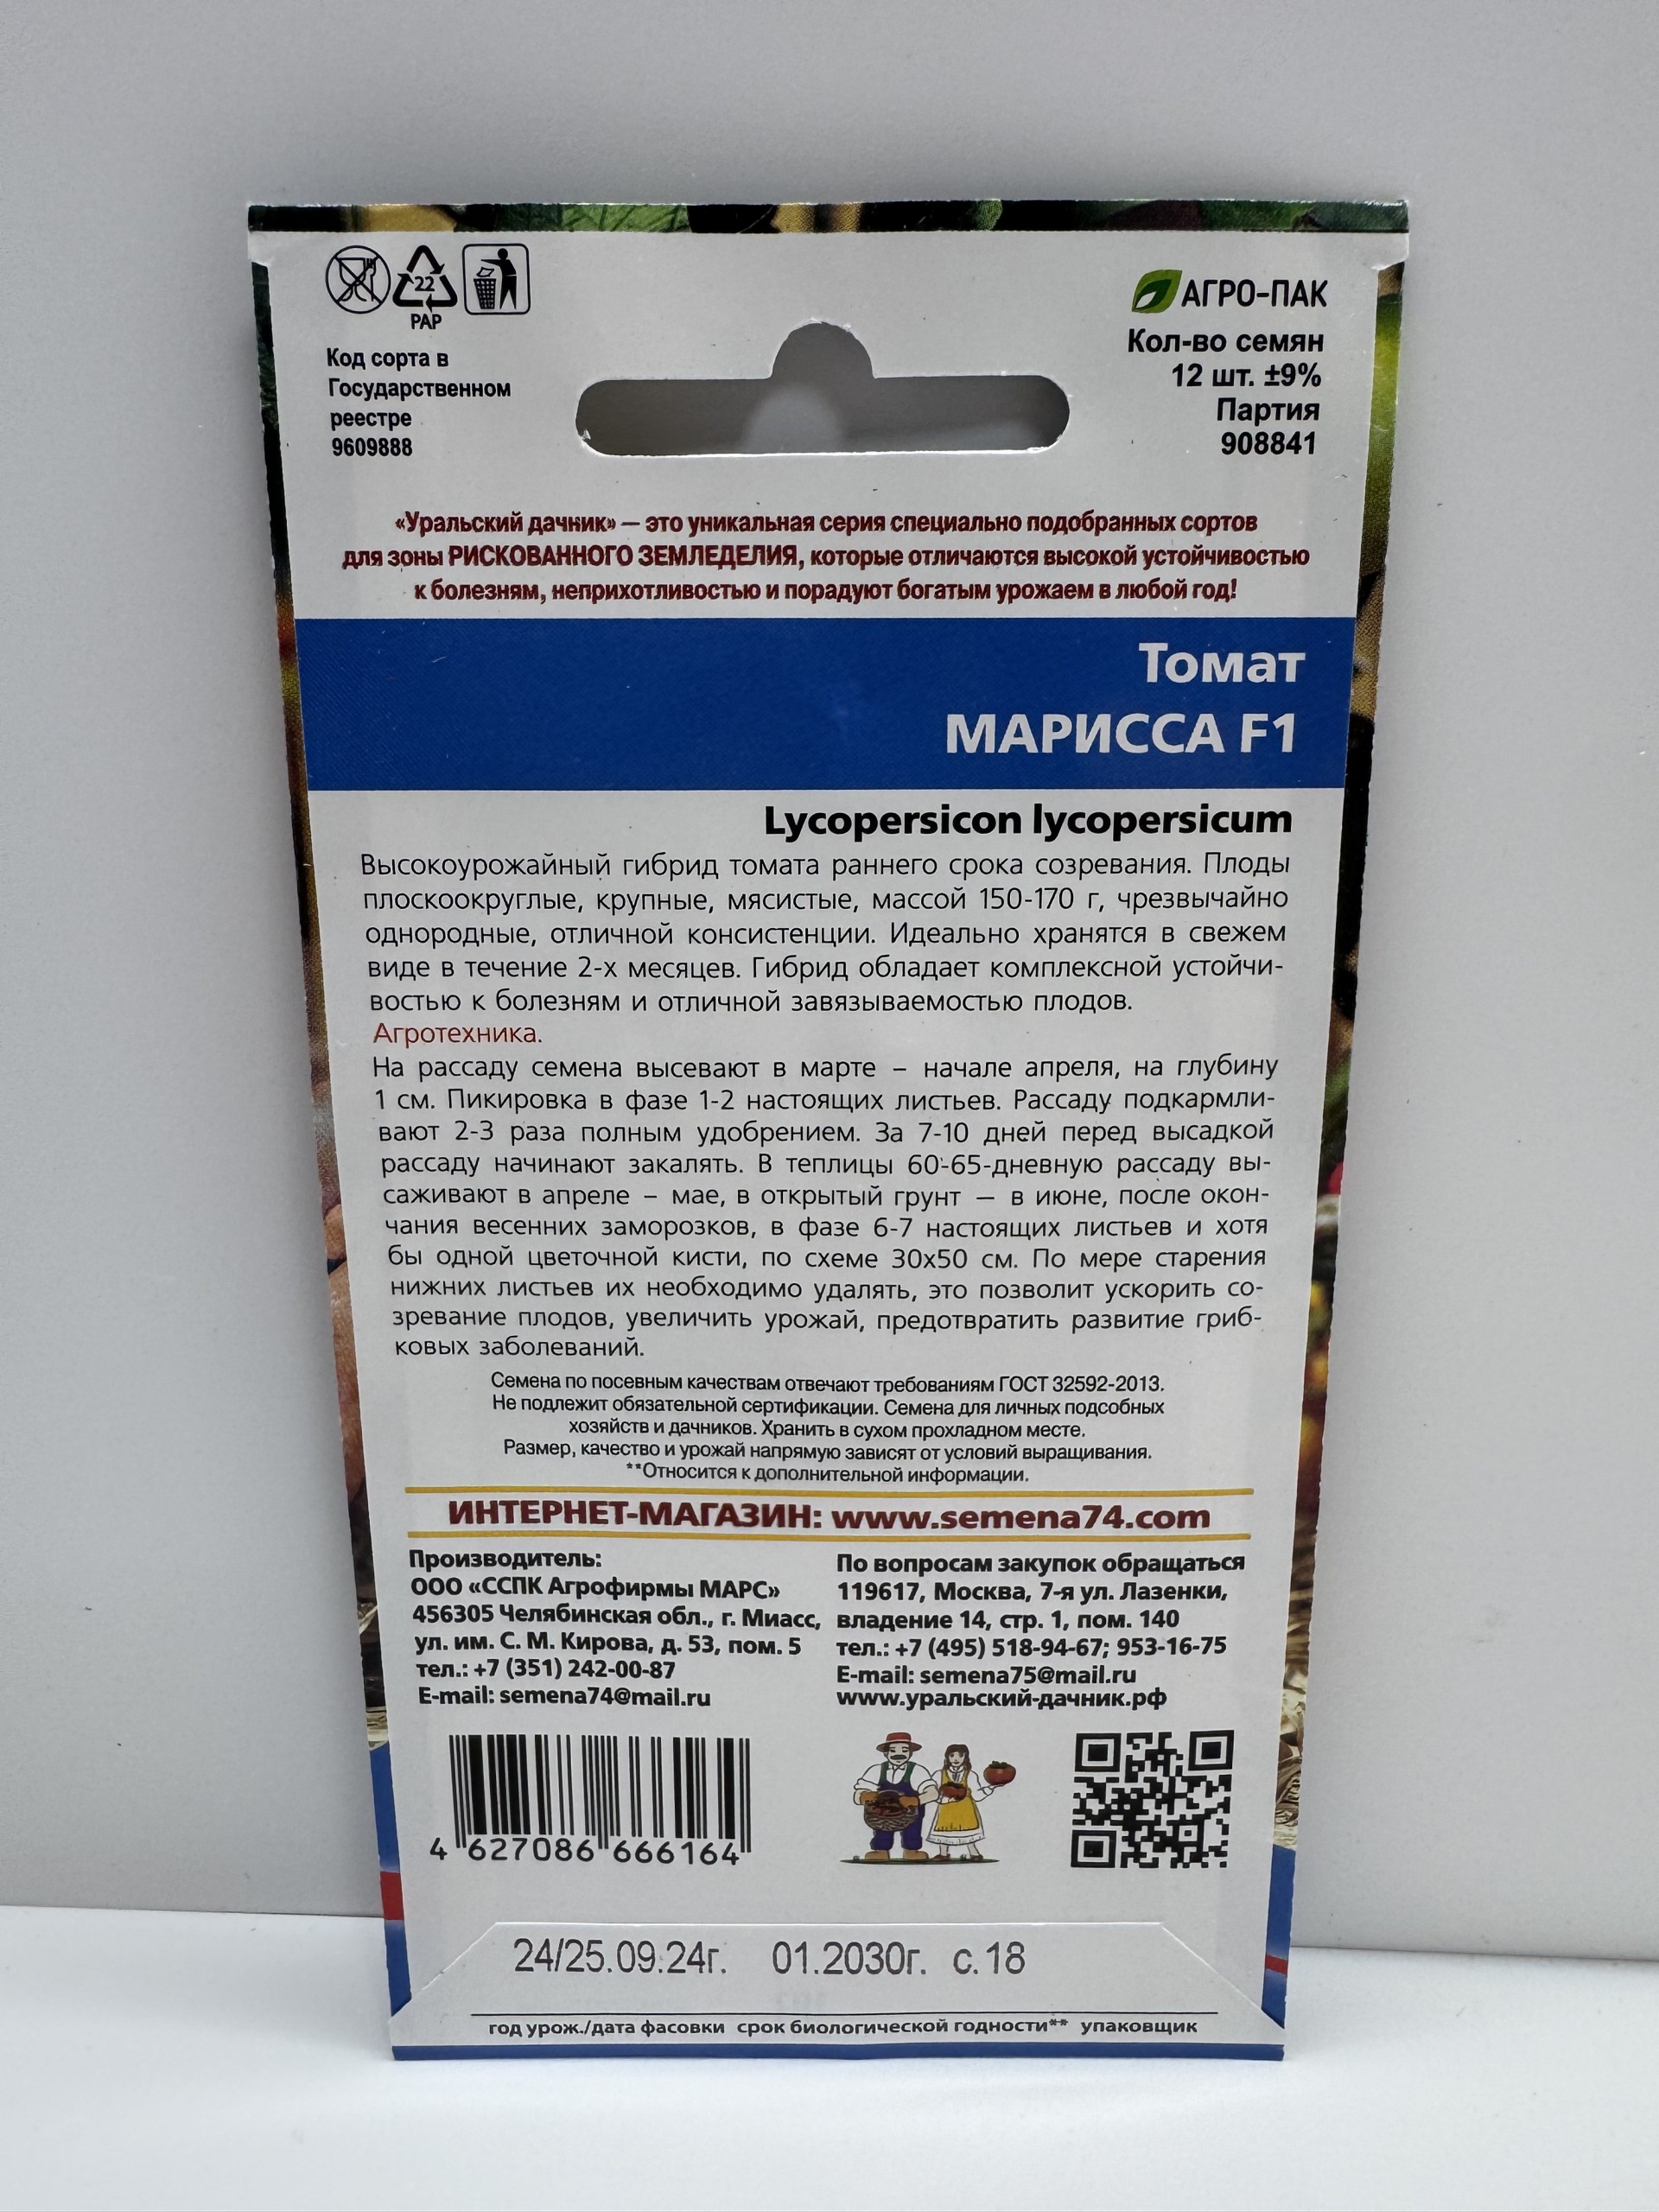 22
PAP
Код сорта в
Государственном
реестре
9609888
АГРО-ПАК
Кол-во семян
12 шт. ±9%
Партия
908841
«Уральский дачник» — это уникальная серия специально подобранных сортов
для зоны РИСКОВАННОГО ЗЕМЛЕДЕЛИЯ, которые отличаются высокой устойчивостью
к болезням, неприхотливостью и порадуют богатым урожаем в любой год!
Томат
МАРИССА F1
Lycopersicon lycopersicum
Высокоурожайный гибрид томата раннего срока созревания. Плоды
плоскоокруглые, крупные, мясистые, массой 150-170 г, чрезвычайно
однородные, отличной консистенции. Идеально хранятся в свежем
виде в течение 2-х месяцев. Гибрид обладает комплексной устойчи-
востью к болезням и отличной завязываемостью плодов.
Агротехника.
На рассаду семена высевают в марте – начале апреля, на глубину
1 см. Пикировка в фазе 1-2 настоящих листьев. Рассаду подкармли-
вают 2-3 раза полным удобрением. За 7-10 дней перед высадкой
рассаду начинают закалять. В теплицы 60-65-дневную рассаду вы-
саживают в апреле – мае, в открытый грунт — в июне, после окон-
чания весенних заморозков, в фазе 6-7 настоящих листьев и хотя
бы одной цветочной кисти, по схеме 30х50 см. По мере старения
нижних листьев их необходимо удалять, это позволит ускорить со-
зревание плодов, увеличить урожай, предотвратить развитие гриб-
ковых заболеваний.
Семена по посевным качествам отвечают требованиям ГОСТ 32592-2013.
Не подлежит обязательной сертификации. Семена для личных подсобных
хозяйств и дачников. Хранить в сухом прохладном месте.
Размер, качество и урожай напрямую зависят от условий выращивания.
**Относится к дополнительной информации.
ИНТЕРНЕТ-МАГАЗИН: www.semena74.com
Производитель:
ООО «ССПК Агрофирмы МАРС»
456305 Челябинская обл., г. Миасс,
ул. им. С. М. Кирова, д. 53, пом. 5
тел.: +7 (351) 242-00-87
E-mail: semena74@mail.ru
По вопросам закупок обращаться
119617, Москва, 7-я ул. Лазенки,
владение 14, стр. 1, пом. 140
тел.: +7 (495) 518-94-67; 953-16-75
E-mail: semena75@mail.ru
www.уральский-дачник.рф
4 627086 666164
24/25.09.24г. 01.2030г. с.18
год урож./дата фасовки срок биологической годности** упаковщик